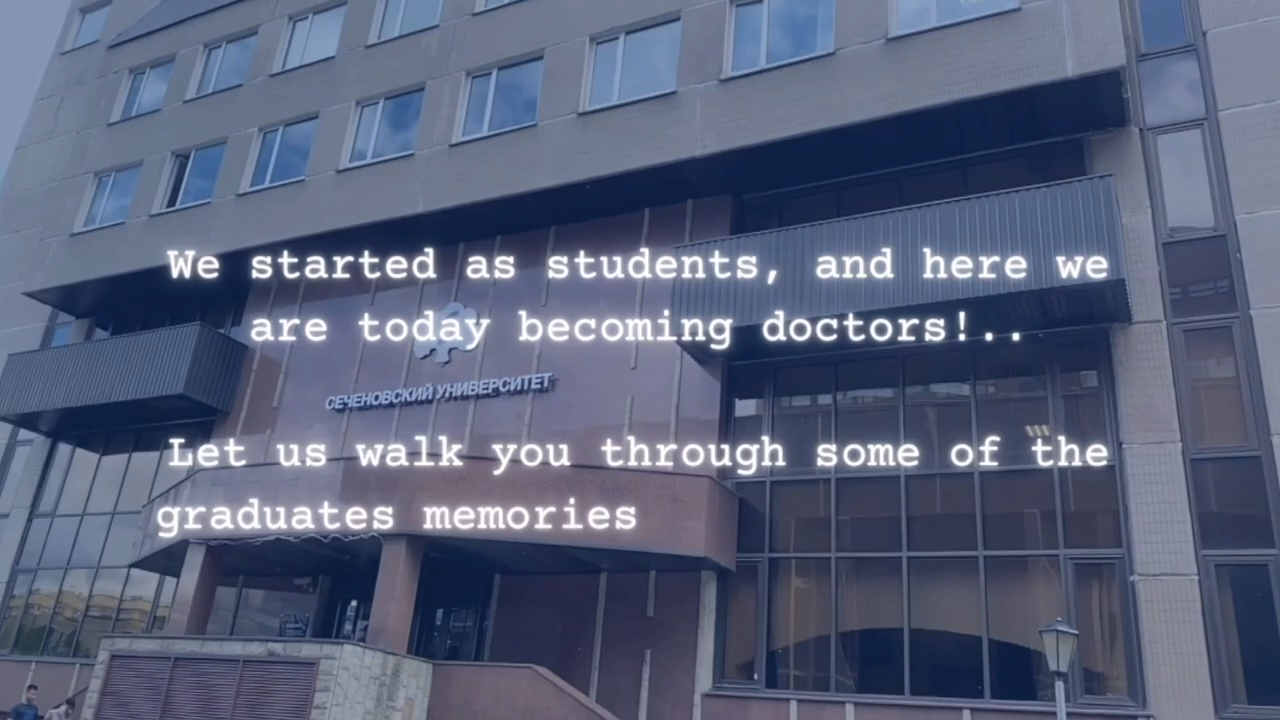 We started as students, and here we
are today becoming doctors!..
СЕЧЕНОВСКИЙ УНИВЕРСИТЕТ
Let us walk you through some of the
graduates memories